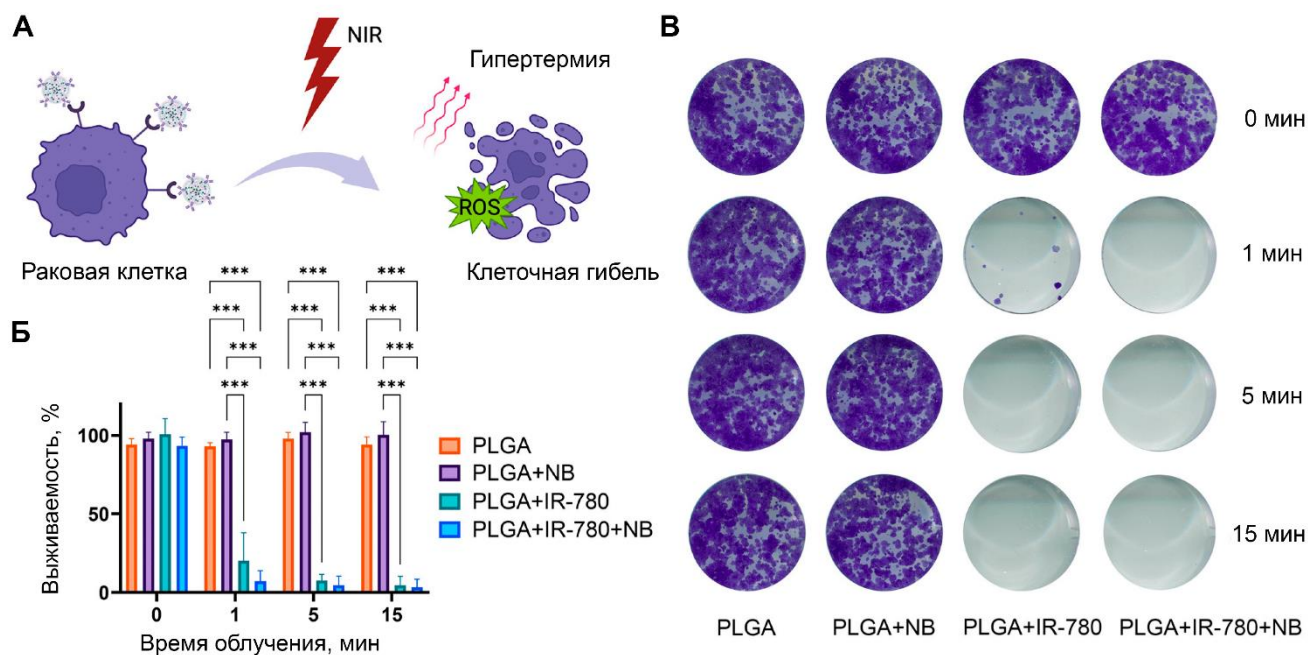 А
NIR
Гипертермия
ROS
Раковая клетка
Клеточная гибель
Б
*** *** ***
*** *** ***
*** *** ***
*** *** ***
Выживаемость, %
100
50
0
0 1 5 15
Время облучения, мин
PLGA
PLGA+NB
PLGA+IR-780
PLGA+IR-780+NB
В
0 мин
1 мин
5 мин
15 мин
PLGA PLGA+NB PLGA+IR-780 PLGA+IR-780+NB